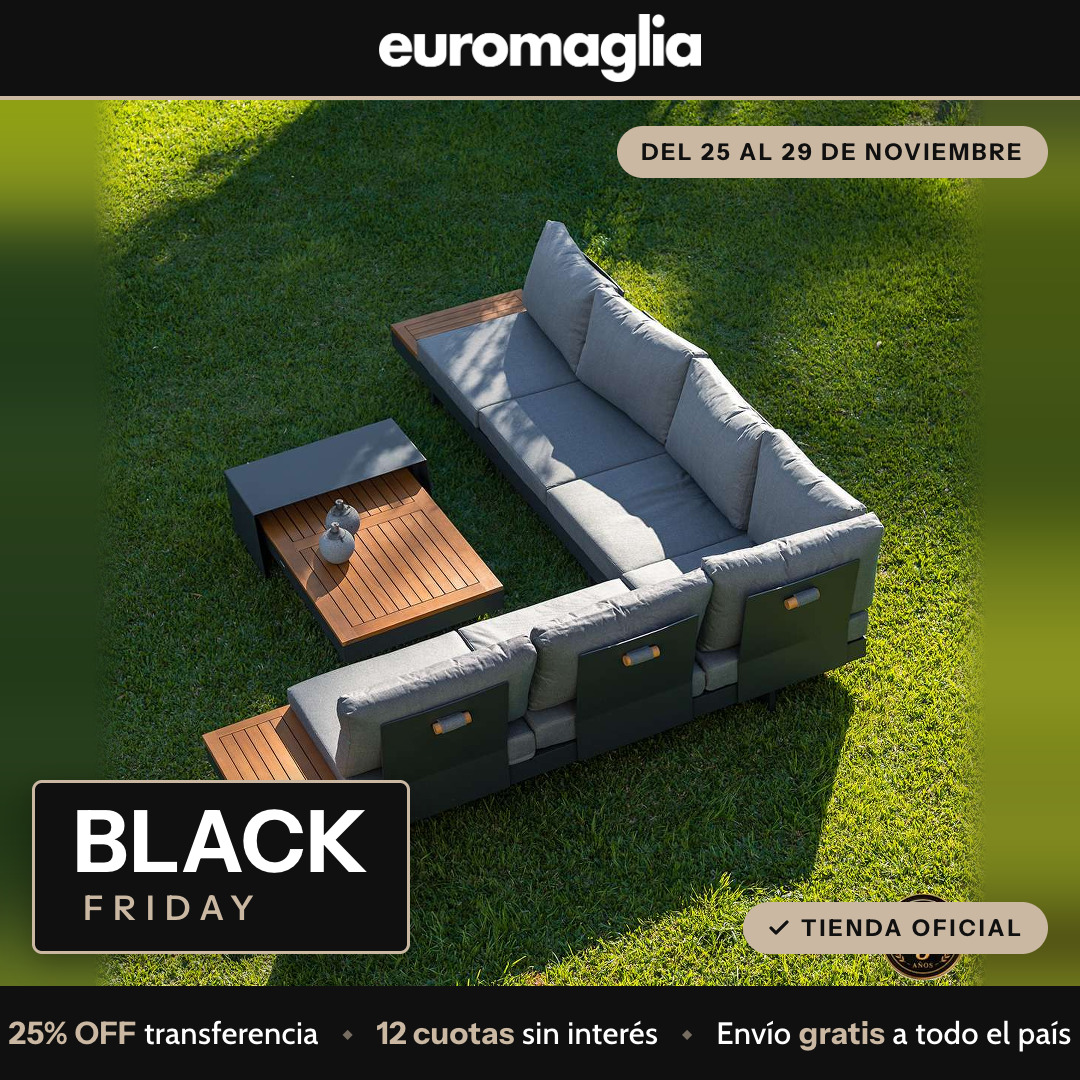 euromaglia
DEL 25 AL 29 DE NOVIEMBRE
BLACK
FRIDAY
✓ TIENDA OFICIAL
AÑOS
25% OFF transferencia ◆ 12 cuotas sin interés ◆ Envío gratis a todo el país